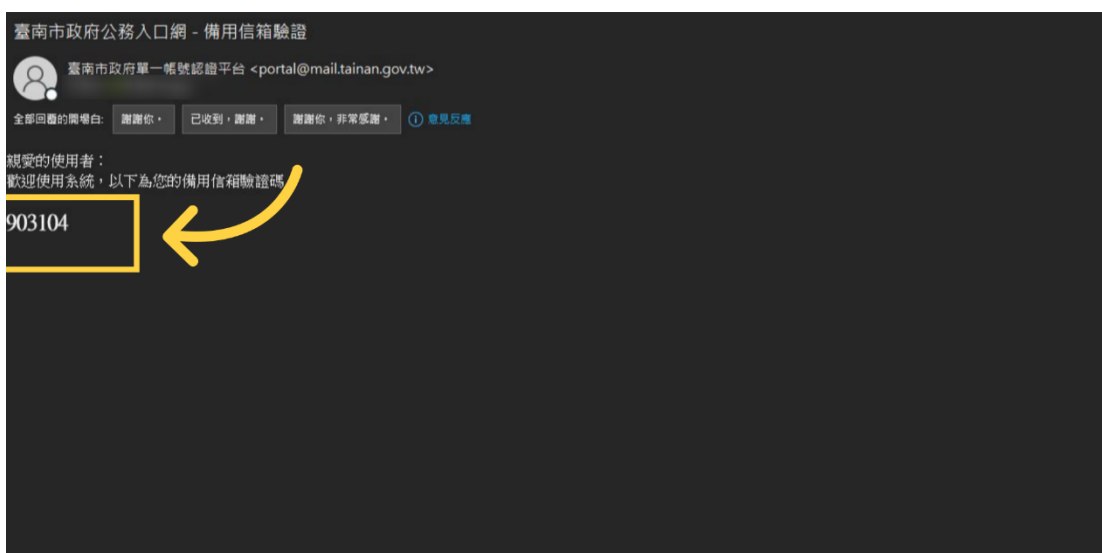 臺南市政府公務入口網 - 備用信箱驗證
臺南市政府單一帳號認證平台 <portal@mail.tainan.gov.tw>
全部回覆的開場白: 謝謝你。 已收到，謝謝。 謝謝你，非常感謝。 意見反應
親愛的使用者：
歡迎使用系統，以下為您的備用信箱驗證碼
903104